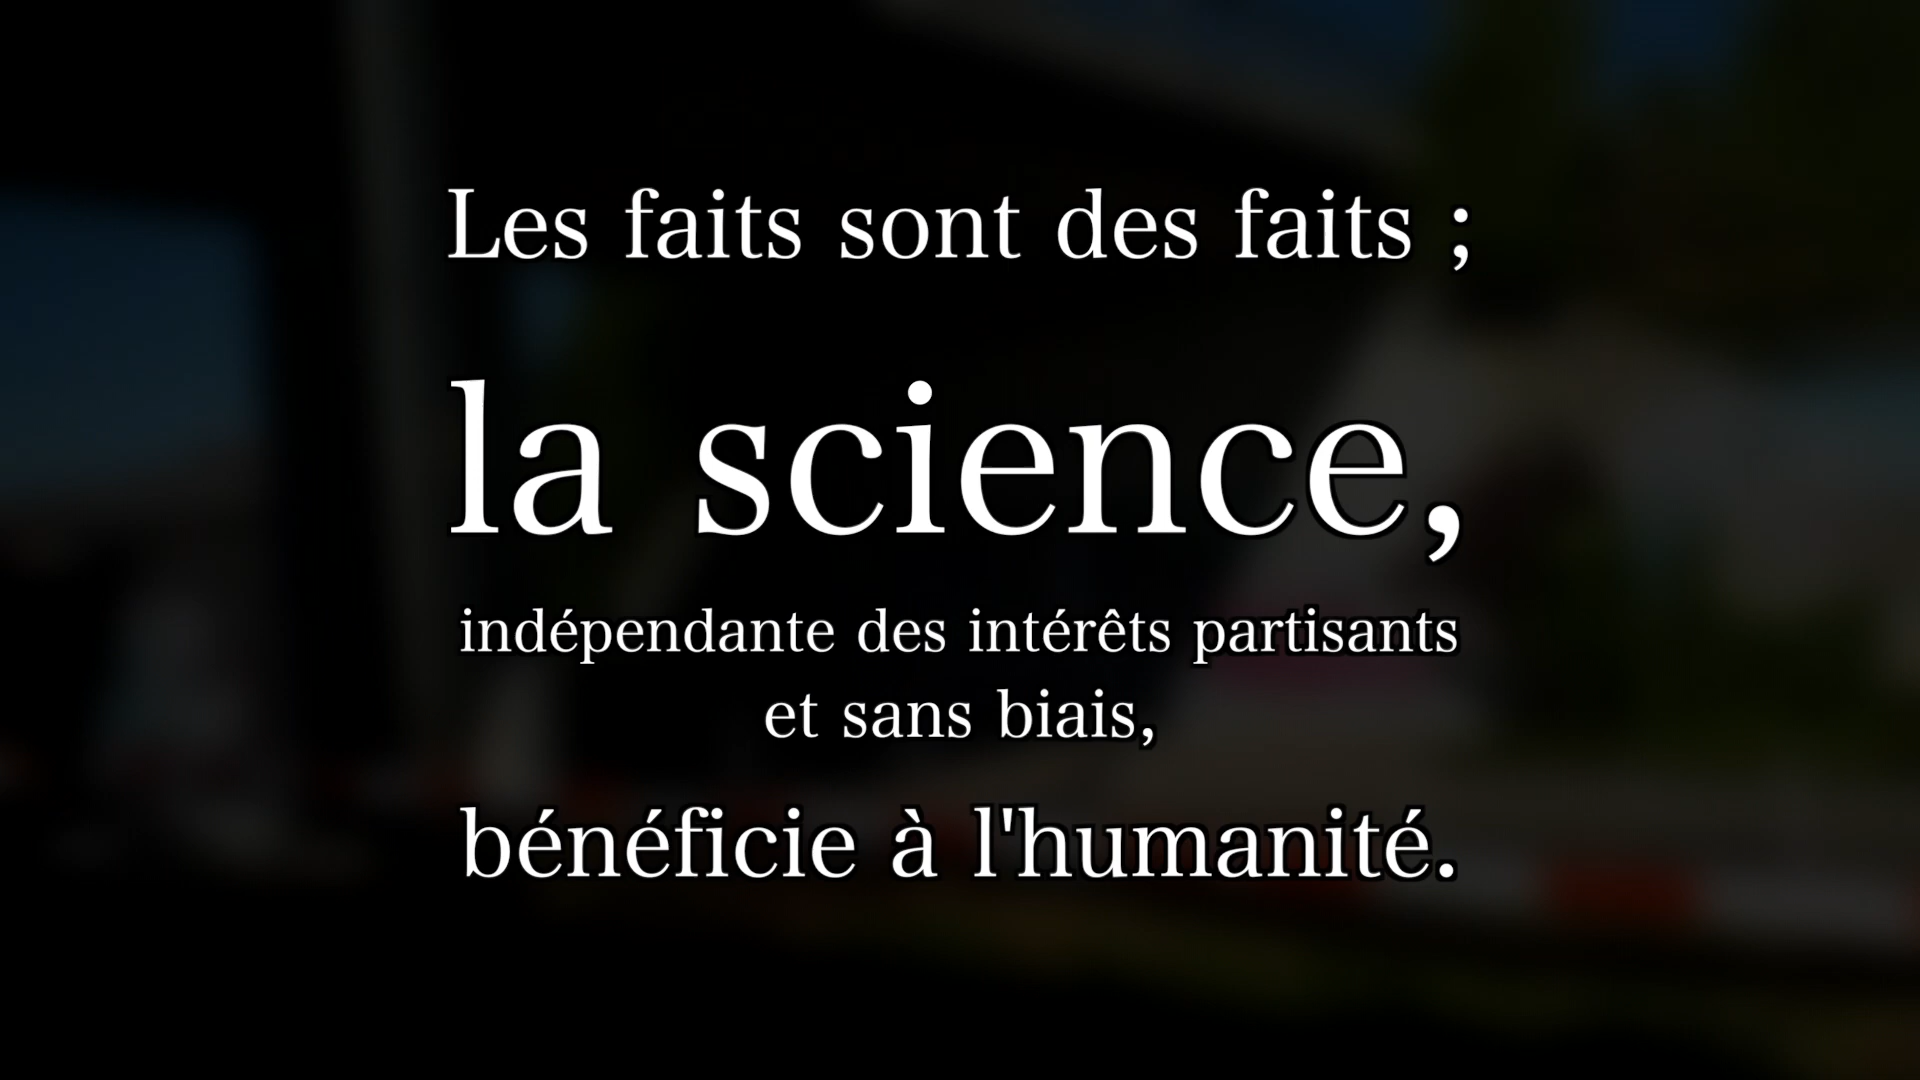 Les faits sont des faits ;
la science,
indépendante des intérêts partisants
et sans biais,
bénéficie à l'humanité.